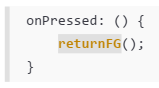 onPressed: () {
    returnFG();
}